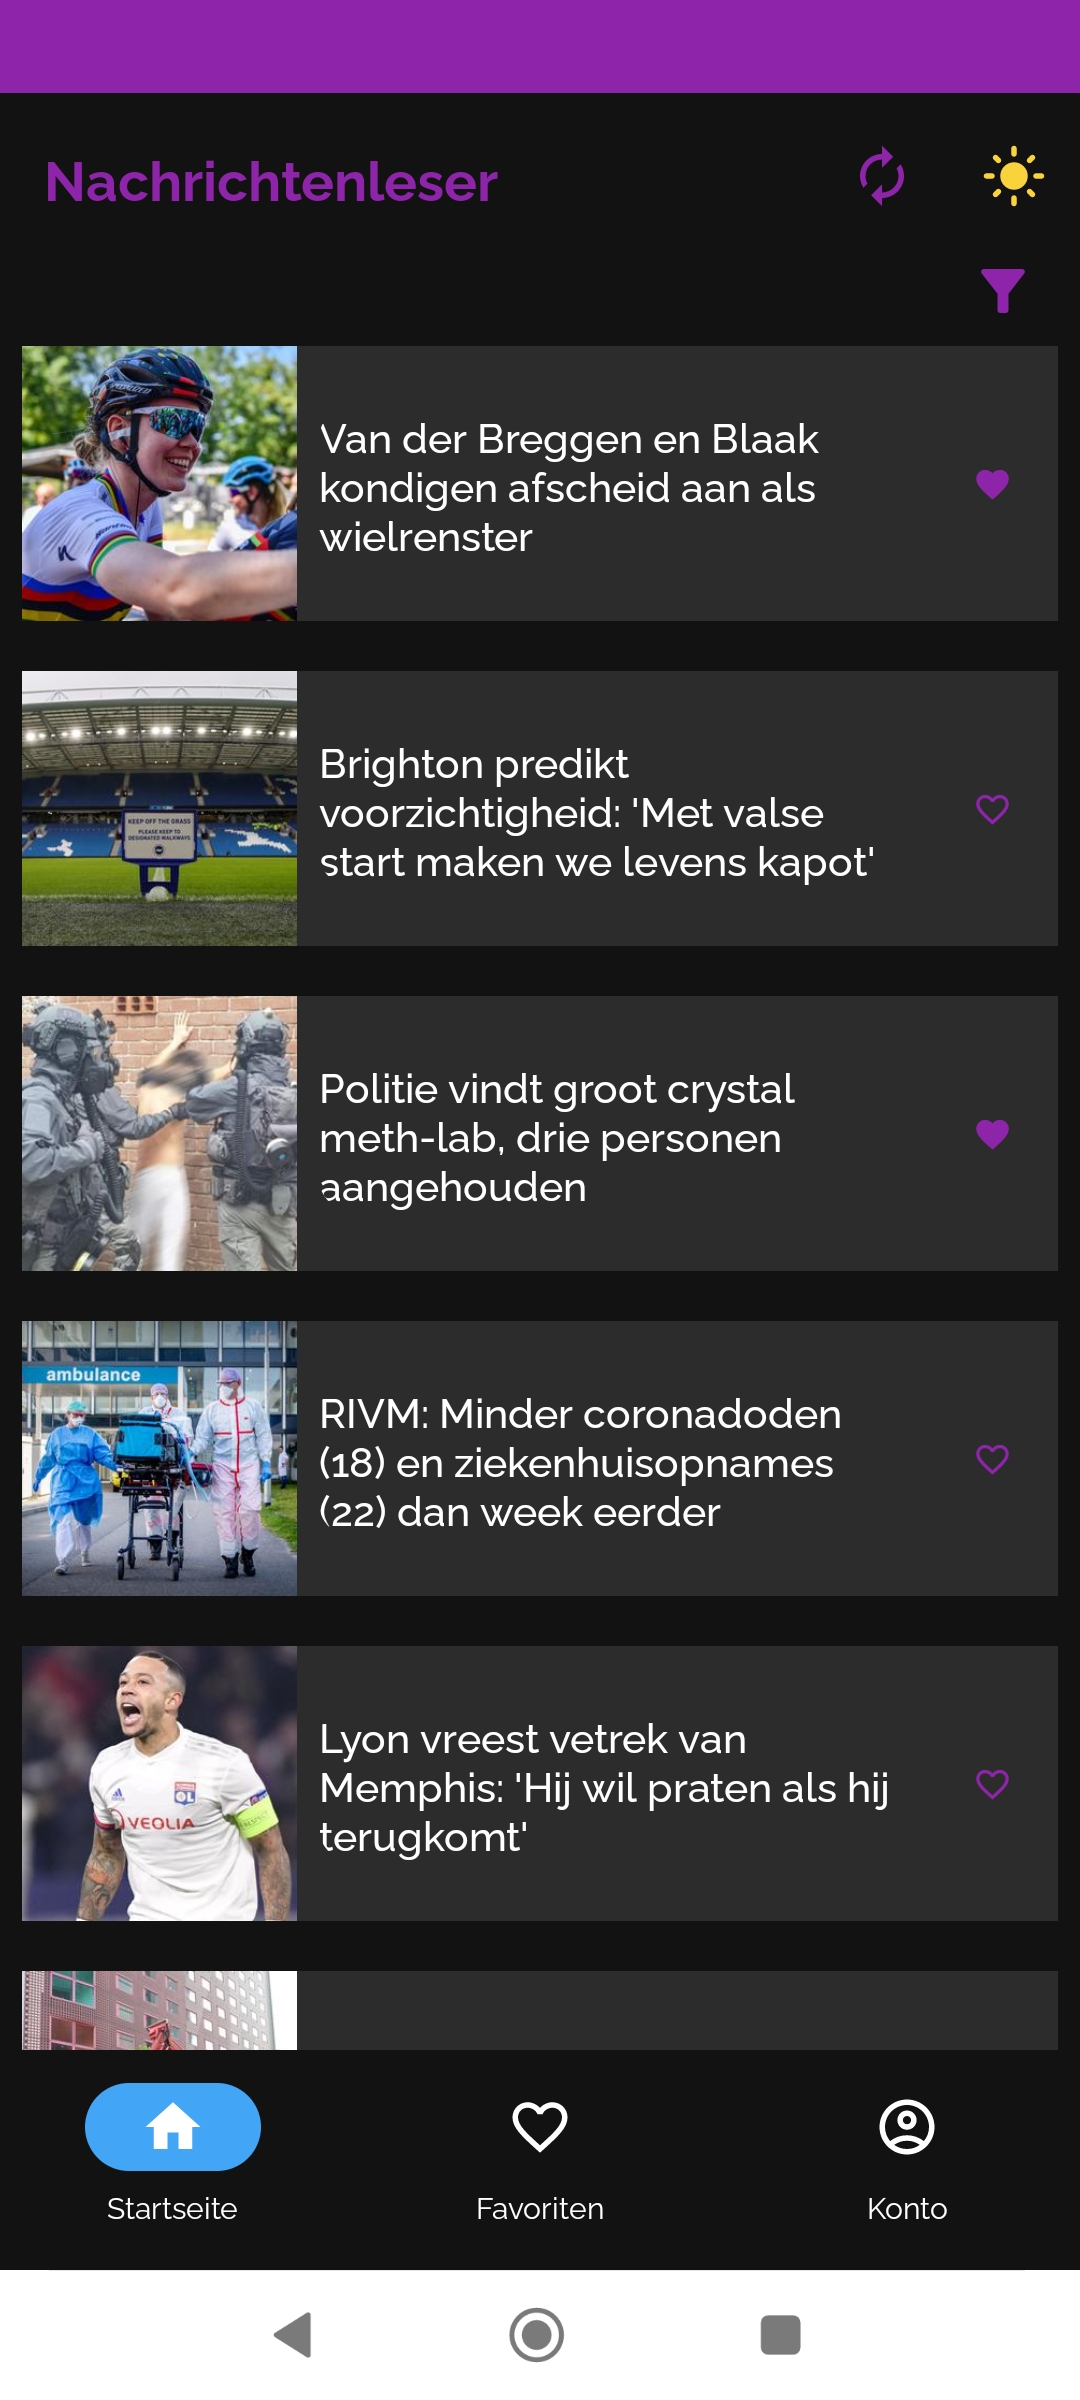 Nachrichtenleser
Van der Breggen en Blaak
kondigen afscheid aan als
wielrenster
Brighton predikt
voorzichtigheid: 'Met valse
start maken we levens kapot'
KEEP OFF THE GRASS
PLEASE KEEP TO
DESIGNATED WALKWAYS
Politie vindt groot crystal
meth-lab, drie personen
aangehouden
ambulance
RIVM: Minder coronadoden
(18) en ziekenhuisopnames
(22) dan week eerder
Lyon vreest vetrek van
Memphis: 'Hij wil praten als hij
terugkomt'
OL
VEOLIA
Startseite
Favoriten
Konto